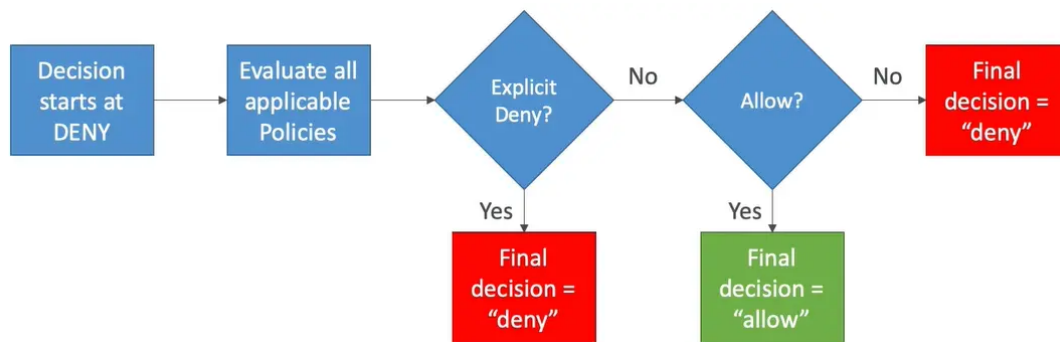 Decision
starts at
DENY
Evaluate all
applicable
Policies
Explicit
Deny?
No
Allow?
No
Final
decision =
“deny”
Yes
Final
decision =
“deny”
Yes
Final
decision =
“allow”